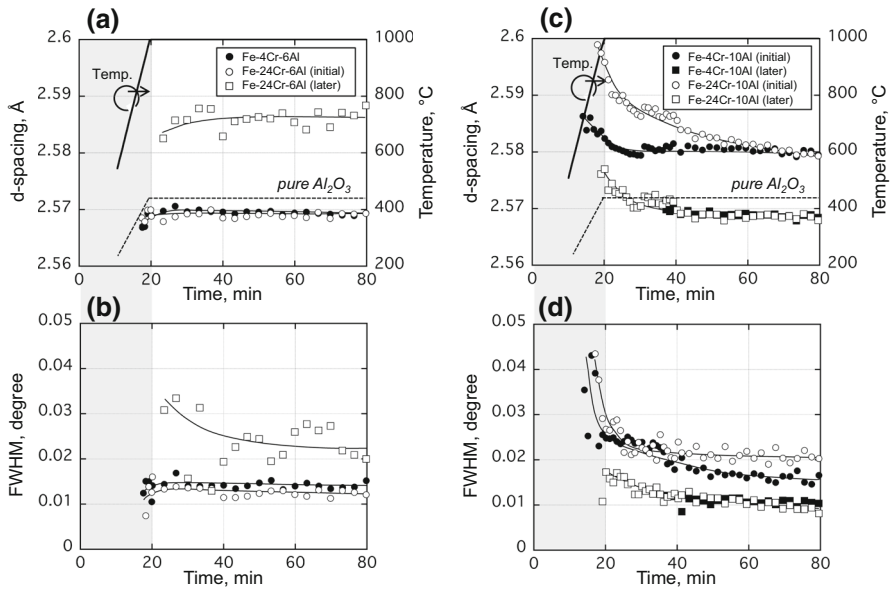 (a)
2.6
2.59
2.58
2.57
2.56
d-spacing, Å
Temp.
Fe-4Cr-6Al
Fe-24Cr-6Al (initial)
Fe-24Cr-6Al (later)
pure Al₂O₃
1000
800
600
400
200
Temperature, °C
0
20
40
60
80
Time, min
(b)
0.05
0.04
0.03
0.02
0.01
0
FWHM, degree
0
20
40
60
80
Time, min
(c)
2.6
2.59
2.58
2.57
2.56
d-spacing, Å
Temp.
Fe-4Cr-10Al (initial)
Fe-4Cr-10Al (later)
Fe-24Cr-10Al (initial)
Fe-24Cr-10Al (later)
pure Al₂O₃
1000
800
600
400
200
Temperature, °C
0
20
40
60
80
Time, min
(d)
0.05
0.04
0.03
0.02
0.01
0
FWHM, degree
0
20
40
60
80
Time, min